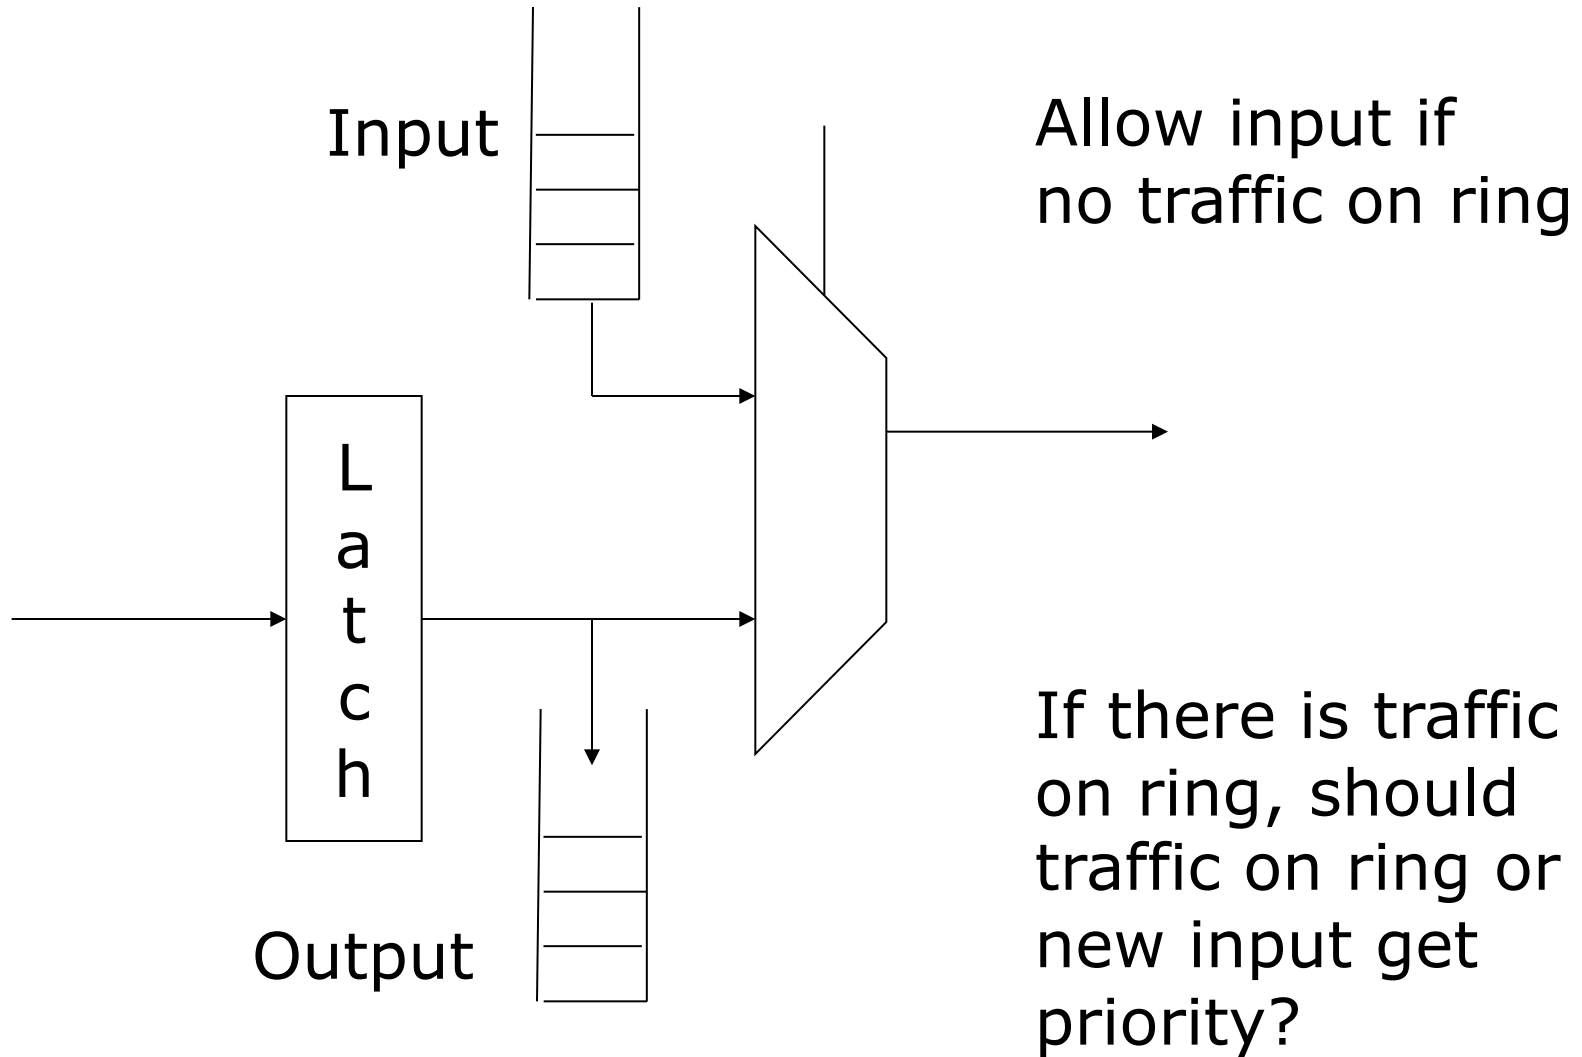 Input
Allow input if
no traffic on ring
L
a
t
c
h
Output
If there is traffic
on ring, should
traffic on ring or
new input get
priority?